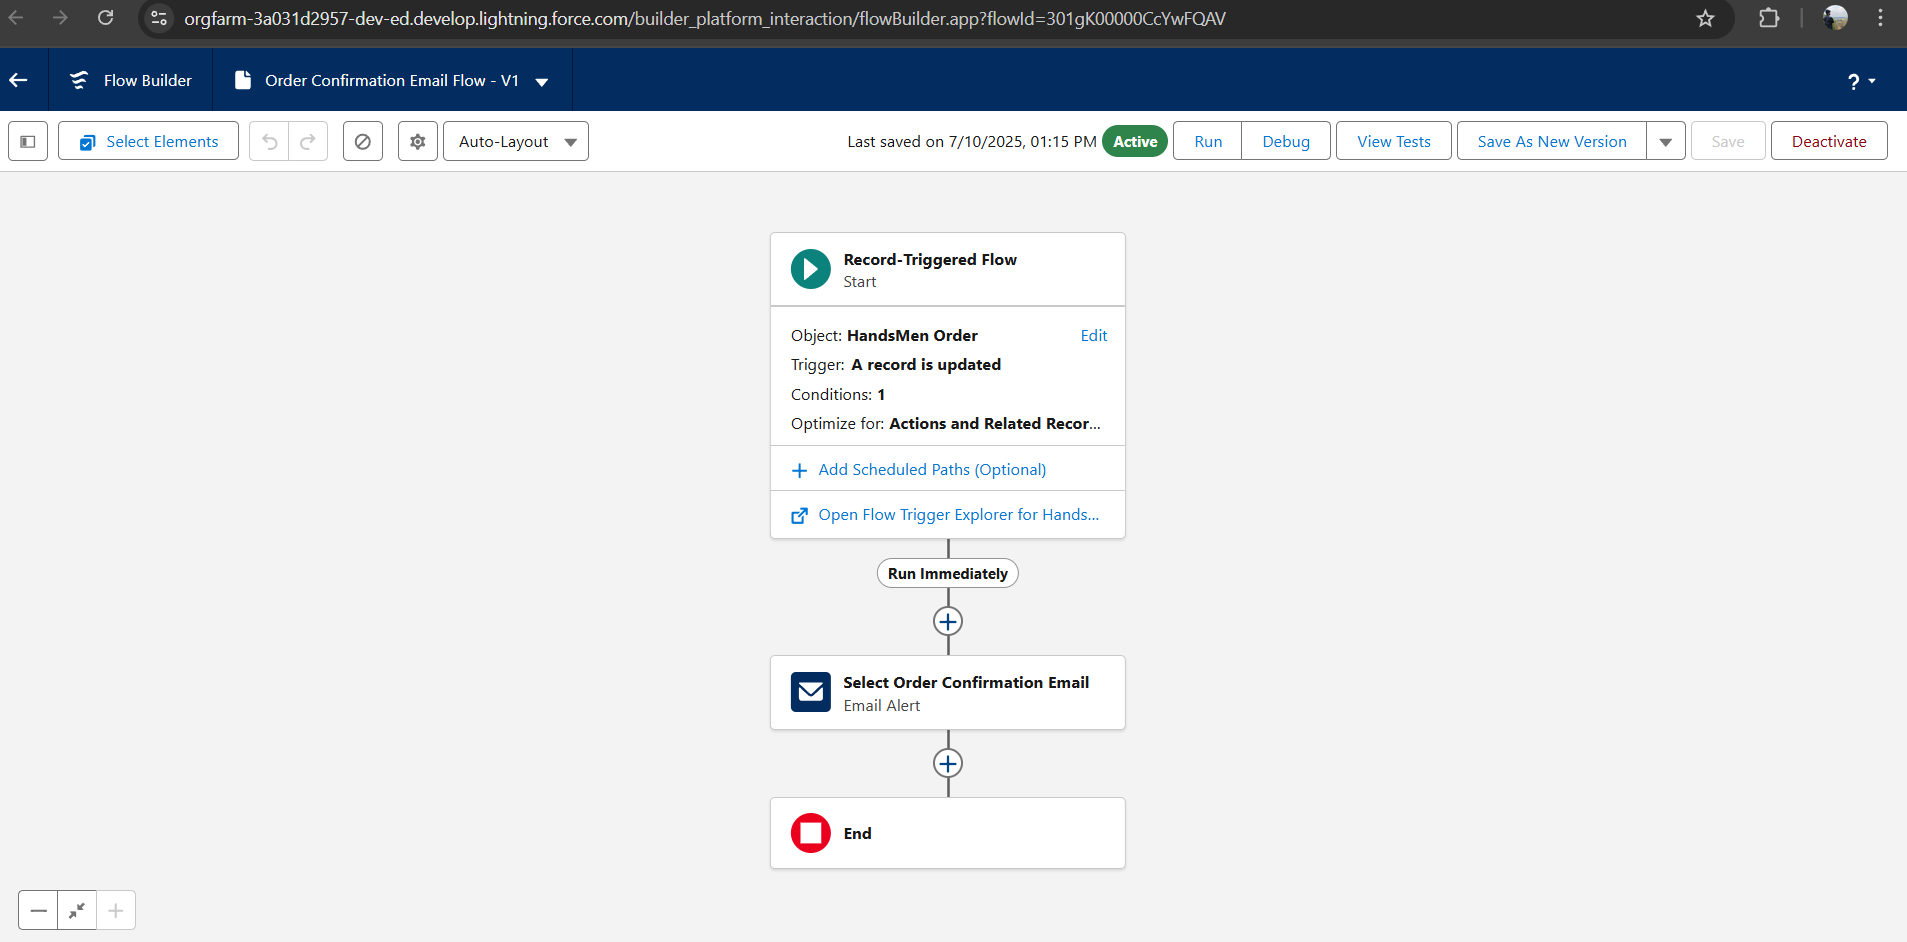 orgfarm-3a031d2957-dev-ed.develop.lightning.force.com/builder_platform_interaction/flowBuilder.app?flowId=301gK00000CcYwFQAV
Flow Builder
Order Confirmation Email Flow - V1
?
Select Elements
Auto-Layout
Last saved on 7/10/2025, 01:15 PM
Active
Run
Debug
View Tests
Save As New Version
Save
Deactivate
Record-Triggered Flow
Start
Object: HandsMen Order
Edit
Trigger: A record is updated
Conditions: 1
Optimize for: Actions and Related Recor...
Add Scheduled Paths (Optional)
Open Flow Trigger Explorer for Hands...
Run Immediately
Select Order Confirmation Email
Email Alert
End